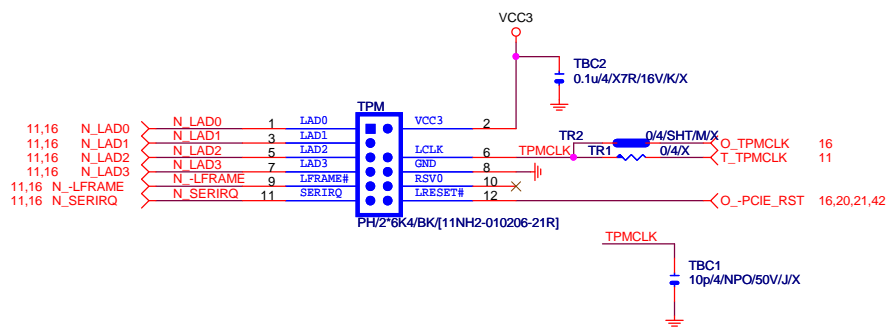 VCC3
TBC2
0.1u/4/X7R/16V/K/X
TPM
11,16 N_LAD0 N_LAD0 1 LAD0 VCC3 2
11,16 N_LAD1 N_LAD1 3 LAD1
TR2 0/4/SHT/M/X O_TPMCLK 16
11,16 N_LAD2 N_LAD2 5 LAD2 LCLK 6 TPMCLK TR1 0/4/X T_TPMCLK 11
11,16 N_LAD3 N_LAD3 7 LAD3 GND 8
11,16 N_-LFRAME N_-LFRAME 9 LFRAME# RSV0 10
11,16 N_SERIRQ N_SERIRQ 11 SERIRQ LRESET# 12 O_-PCIE_RST 16,20,21,42
PH/2*6K4/BK/[11NH2-010206-21R]
TPMCLK
TBC1
10p/4/NPO/50V/J/X